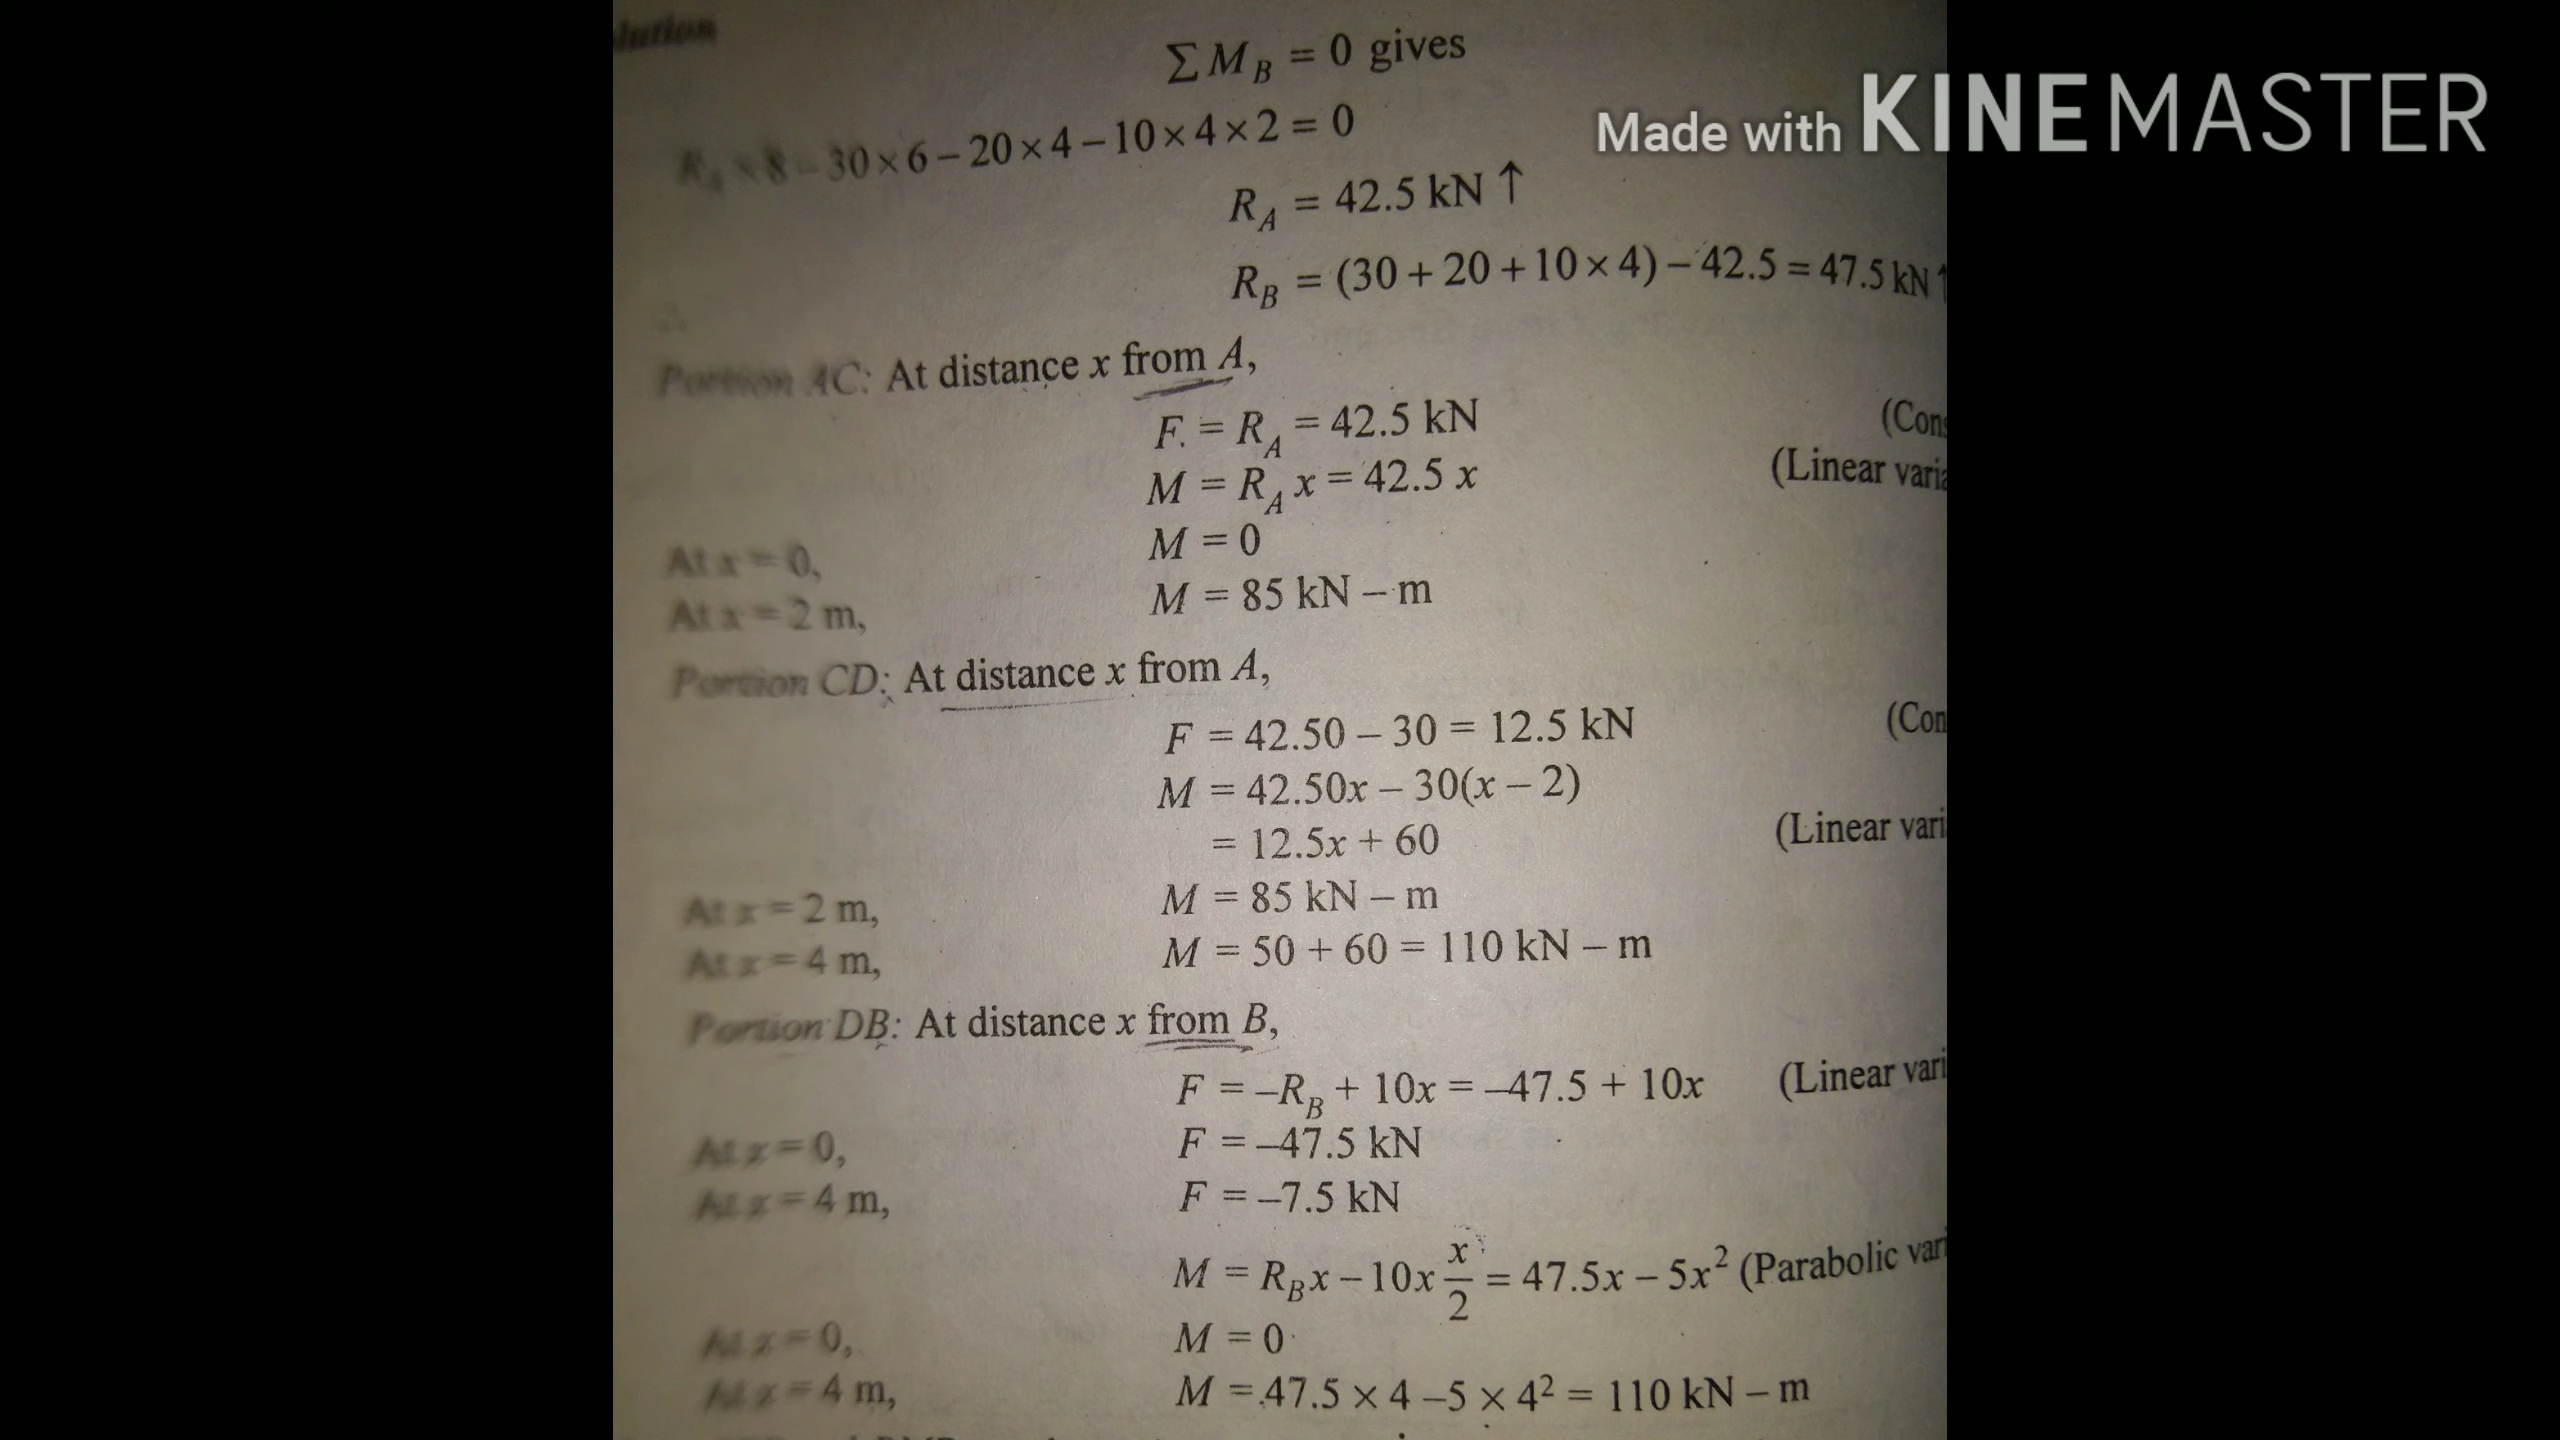 lution
∑ M_B = 0 gives
Made with KINEMASTER
R_A × 8 – 30 × 6 – 20 × 4 – 10 × 4 × 2 = 0
R_A = 42.5 kN ↑
R_B = (30 + 20 + 10 × 4) – 42.5 = 47.5 kN ↑
Portion AC: At distance x from A,
F = R_A = 42.5 kN (Cons
M = R_A x = 42.5 x (Linear varia
At x = 0, M = 0
At x = 2 m, M = 85 kN – m
Portion CD: At distance x from A,
F = 42.50 – 30 = 12.5 kN (Con
M = 42.50x – 30(x – 2)
= 12.5x + 60 (Linear vari
At x = 2 m, M = 85 kN – m
At x = 4 m, M = 50 + 60 = 110 kN – m
Portion DB: At distance x from B,
F = –R_B + 10x = –47.5 + 10x (Linear vari
At x = 0, F = –47.5 kN
At x = 4 m, F = –7.5 kN
M = R_B x – 10x x/2 = 47.5x – 5x² (Parabolic vari
At x = 0, M = 0
At x = 4 m, M = 47.5 × 4 –5 × 4² = 110 kN – m